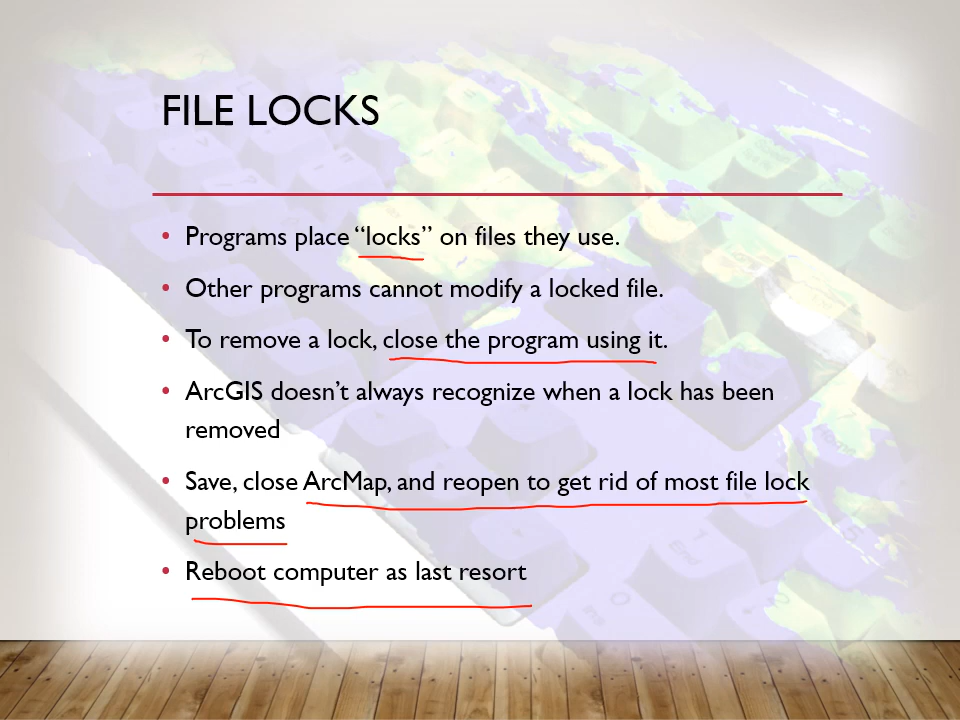 FILE LOCKS
• Programs place “locks” on files they use.
• Other programs cannot modify a locked file.
• To remove a lock, close the program using it.
• ArcGIS doesn’t always recognize when a lock has been
removed
• Save, close ArcMap, and reopen to get rid of most file lock
problems
• Reboot computer as last resort